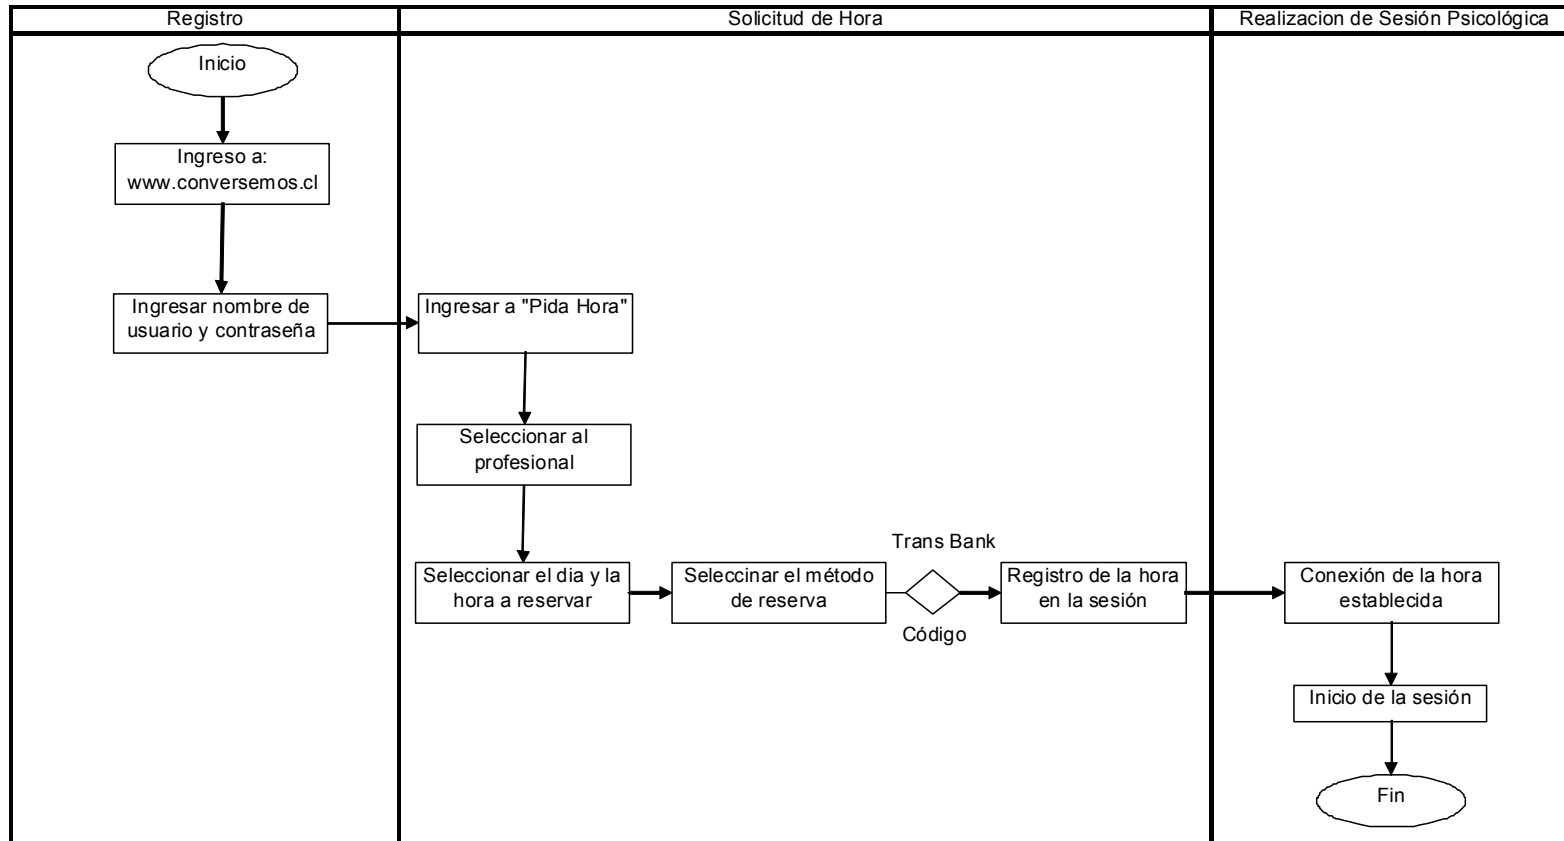 Registro
Solicitud de Hora
Realizacion de Sesión Psicológica
Inicio
Ingreso a:
www.conversemos.cl
Ingresar nombre de
usuario y contraseña
Ingresar a "Pida Hora"
Seleccionar al
profesional
Seleccionar el dia y la
hora a reservar
Seleccinar el método
de reserva
Trans Bank
Código
Registro de la hora
en la sesión
Conexión de la hora
establecida
Inicio de la sesión
Fin